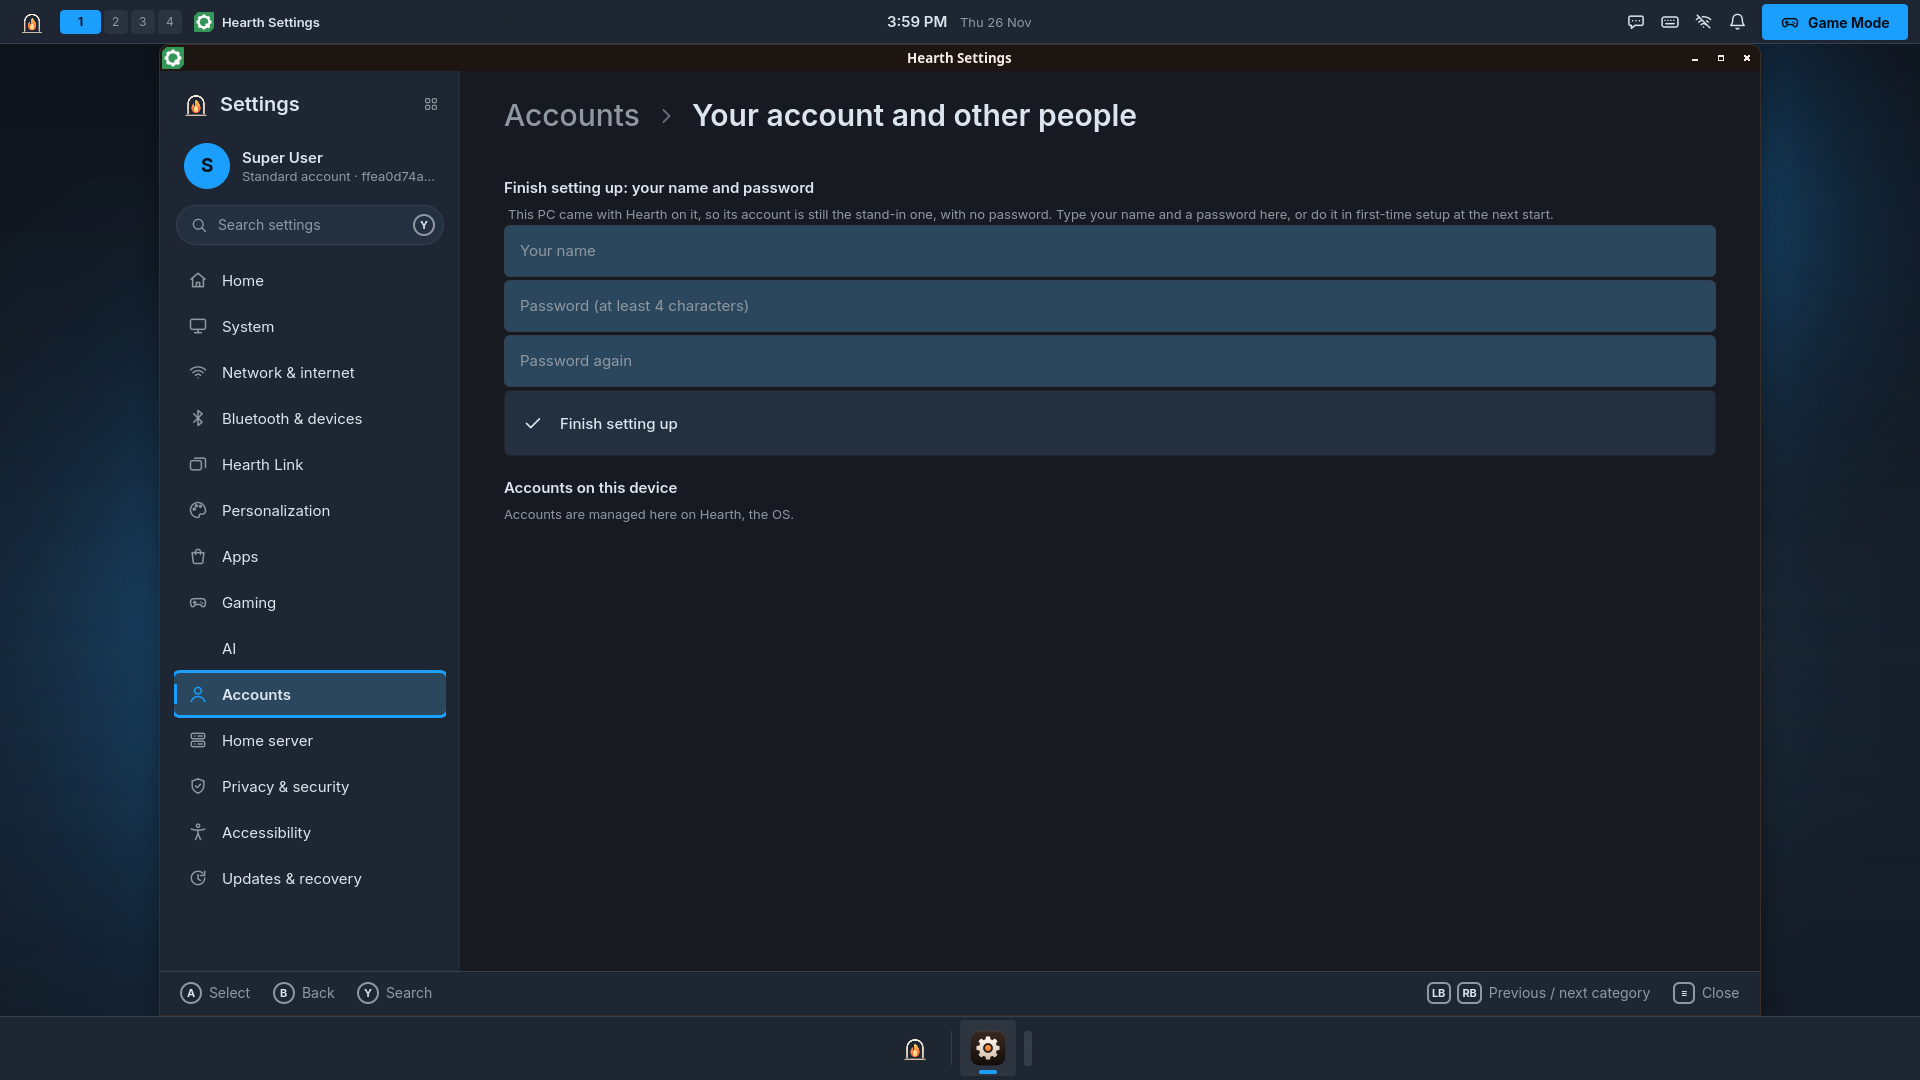 1 2 3 4 Hearth Settings
3:59 PM Thu 26 Nov
Game Mode
Hearth Settings
Settings
S
Super User
Standard account · ffea0d74a...
Search settings Y
Home
System
Network & internet
Bluetooth & devices
Hearth Link
Personalization
Apps
Gaming
AI
Accounts
Home server
Privacy & security
Accessibility
Updates & recovery
Accounts > Your account and other people
Finish setting up: your name and password
This PC came with Hearth on it, so its account is still the stand-in one, with no password. Type your name and a password here, or do it in first-time setup at the next start.
Your name
Password (at least 4 characters)
Password again
Finish setting up
Accounts on this device
Accounts are managed here on Hearth, the OS.
A Select B Back Y Search
LB RB Previous / next category ≡ Close